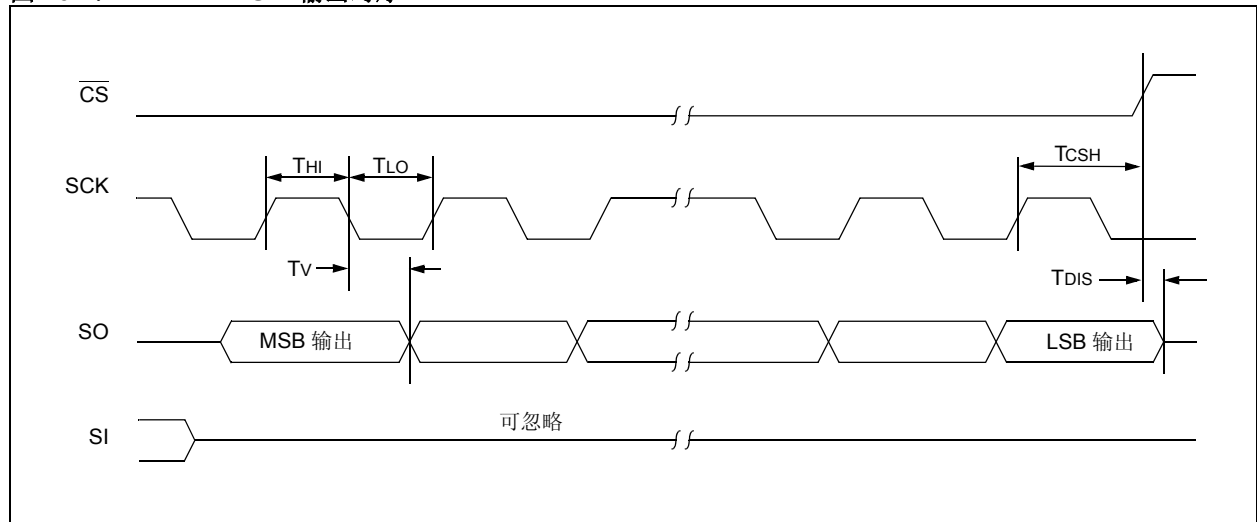 CS
THI TLO
TCSH
SCK
TV
TDIS
SO
MSB 输出
LSB 输出
SI
可忽略